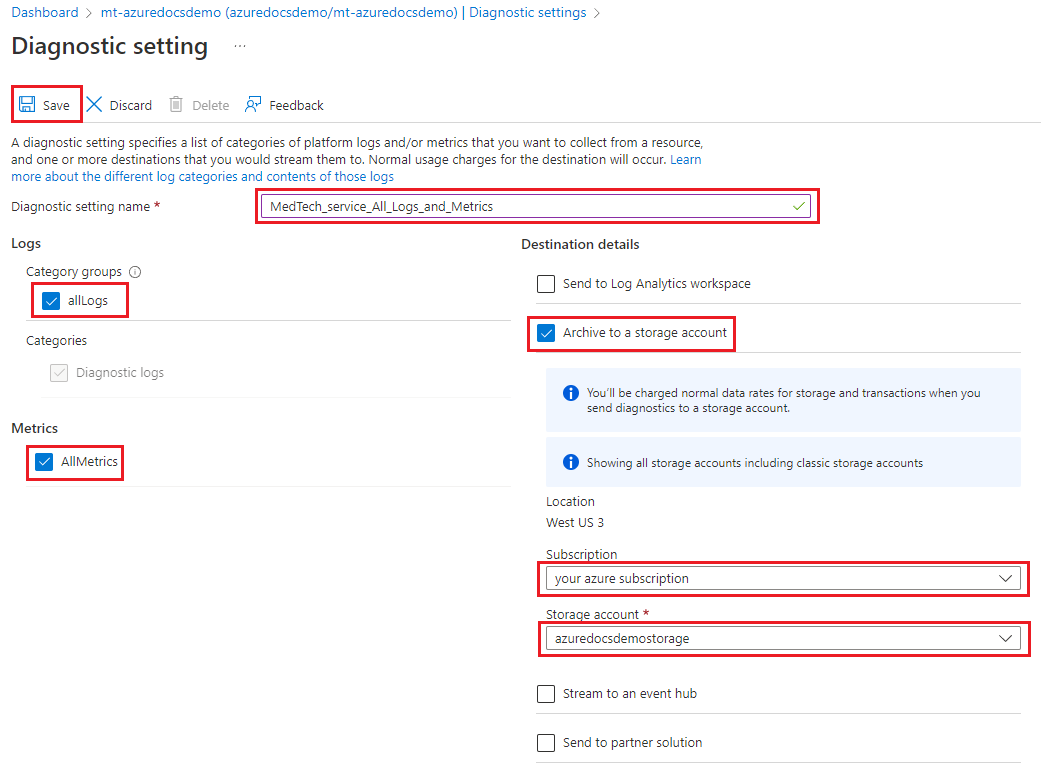 Dashboard > mt-azuredocsdemo (azuredocsdemo/mt-azuredocsdemo) | Diagnostic settings >
Diagnostic setting ...
Save Discard Delete Feedback
A diagnostic setting specifies a list of categories of platform logs and/or metrics that you want to collect from a resource,
and one or more destinations that you would stream them to. Normal usage charges for the destination will occur. Learn
more about the different log categories and contents of those logs
Diagnostic setting name *
MedTech_service_All_Logs_and_Metrics
Logs
Category groups
allLogs
Categories
Diagnostic logs
Metrics
AllMetrics
Destination details
Send to Log Analytics workspace
Archive to a storage account
You'll be charged normal data rates for storage and transactions when you
send diagnostics to a storage account.
Showing all storage accounts including classic storage accounts
Location
West US 3
Subscription
your azure subscription
Storage account *
azuredocsdemostorage
Stream to an event hub
Send to partner solution